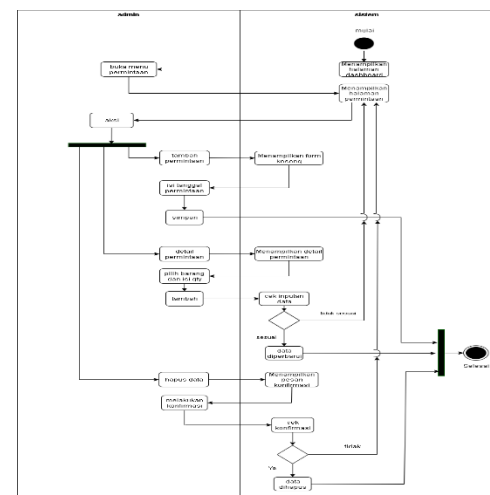 admin
sistem
mulai
buka menu
permintaan
Menampilkan
halaman
dashboard
Menampilkan
halaman
permintaan
aksi
tambah
permintaan
Menampilkan form
kosong
isi tanggal
permintaan
simpan
detail
permintaan
Menampilkan detail
permintaan
pilih barang
dan isi qty
tambah
cek inputan
data
tidak sesuai
sesuai
data
diperbarui
Selesai
hapus data
Menampilkan
pesan
konfirmasi
melakukan
konfirmasi
cek
konfirmasi
tidak
Ya
data
dihapus